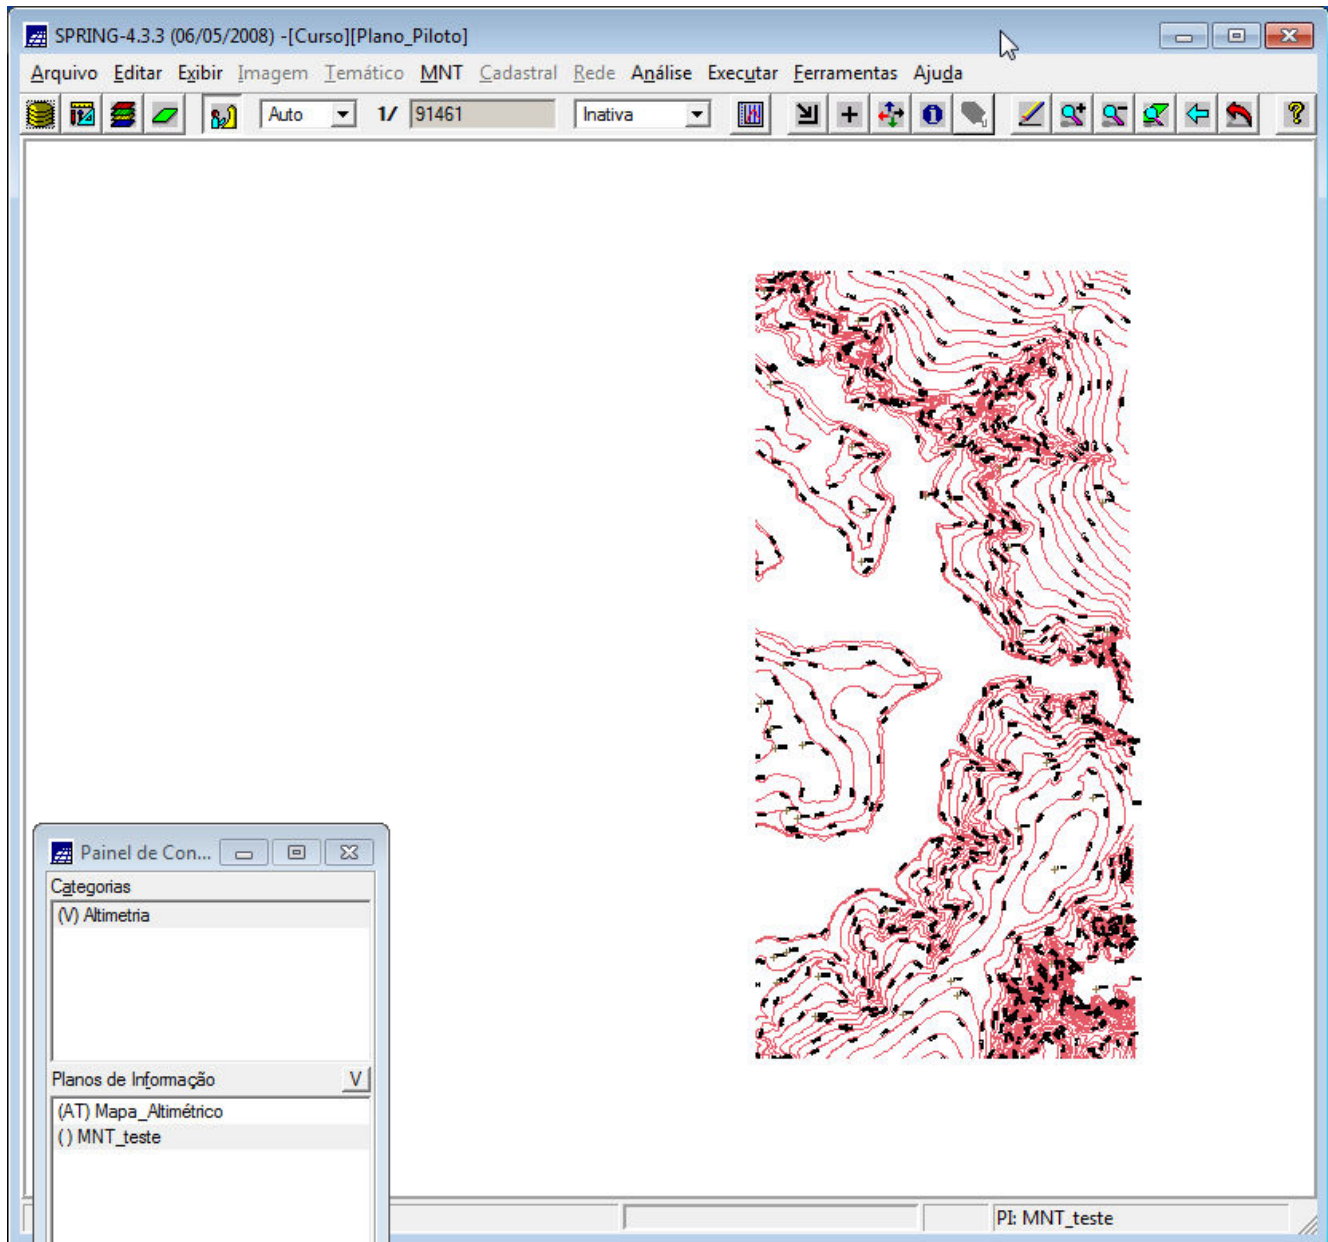 SPRING-4.3.3 (06/05/2008) -[Curso][Plano_Piloto]
Arquivo Editar Exibir Imagem Temático MNT Cadastral Rede Análise Executar Ferramentas Ajuda
Auto 1/ 91461 Inativa
Painel de Con...
Categorias
(V) Altimetria
Planos de Informação V
(AT) Mapa_Altimétrico
( ) MNT_teste
PI: MNT_teste